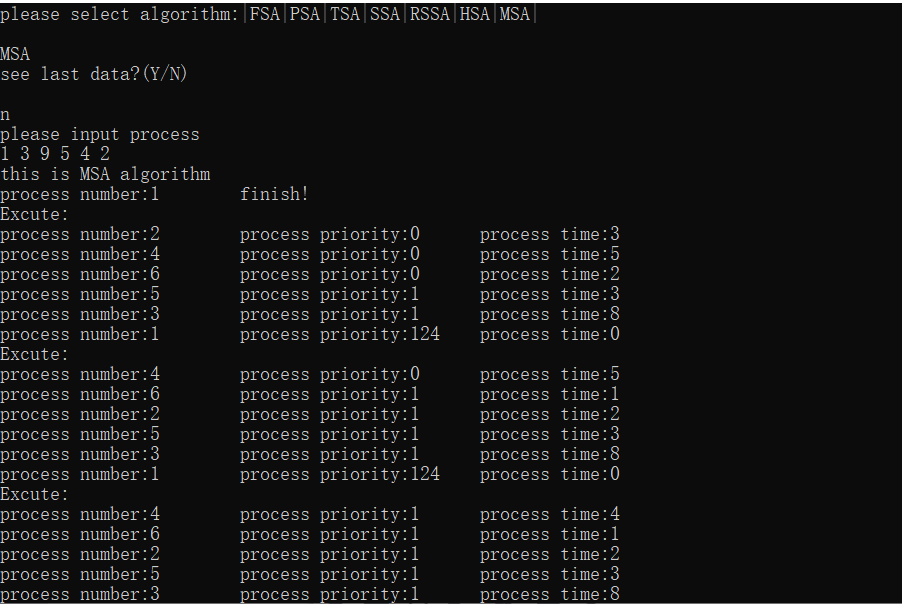 please select algorithm:|FSA|PSA|TSA|SSA|RSSA|HSA|MSA|
MSA
see last data?(Y/N)
n
please input process
1 3 9 5 4 2
this is MSA algorithm
process number:1 finish!
Excute:
process number:2 process priority:0 process time:3
process number:4 process priority:0 process time:5
process number:6 process priority:0 process time:2
process number:5 process priority:1 process time:3
process number:3 process priority:1 process time:8
process number:1 process priority:124 process time:0
Excute:
process number:4 process priority:0 process time:5
process number:6 process priority:1 process time:1
process number:2 process priority:1 process time:2
process number:5 process priority:1 process time:3
process number:3 process priority:1 process time:8
process number:1 process priority:124 process time:0
Excute:
process number:4 process priority:1 process time:4
process number:6 process priority:1 process time:1
process number:2 process priority:1 process time:2
process number:5 process priority:1 process time:3
process number:3 process priority:1 process time:8